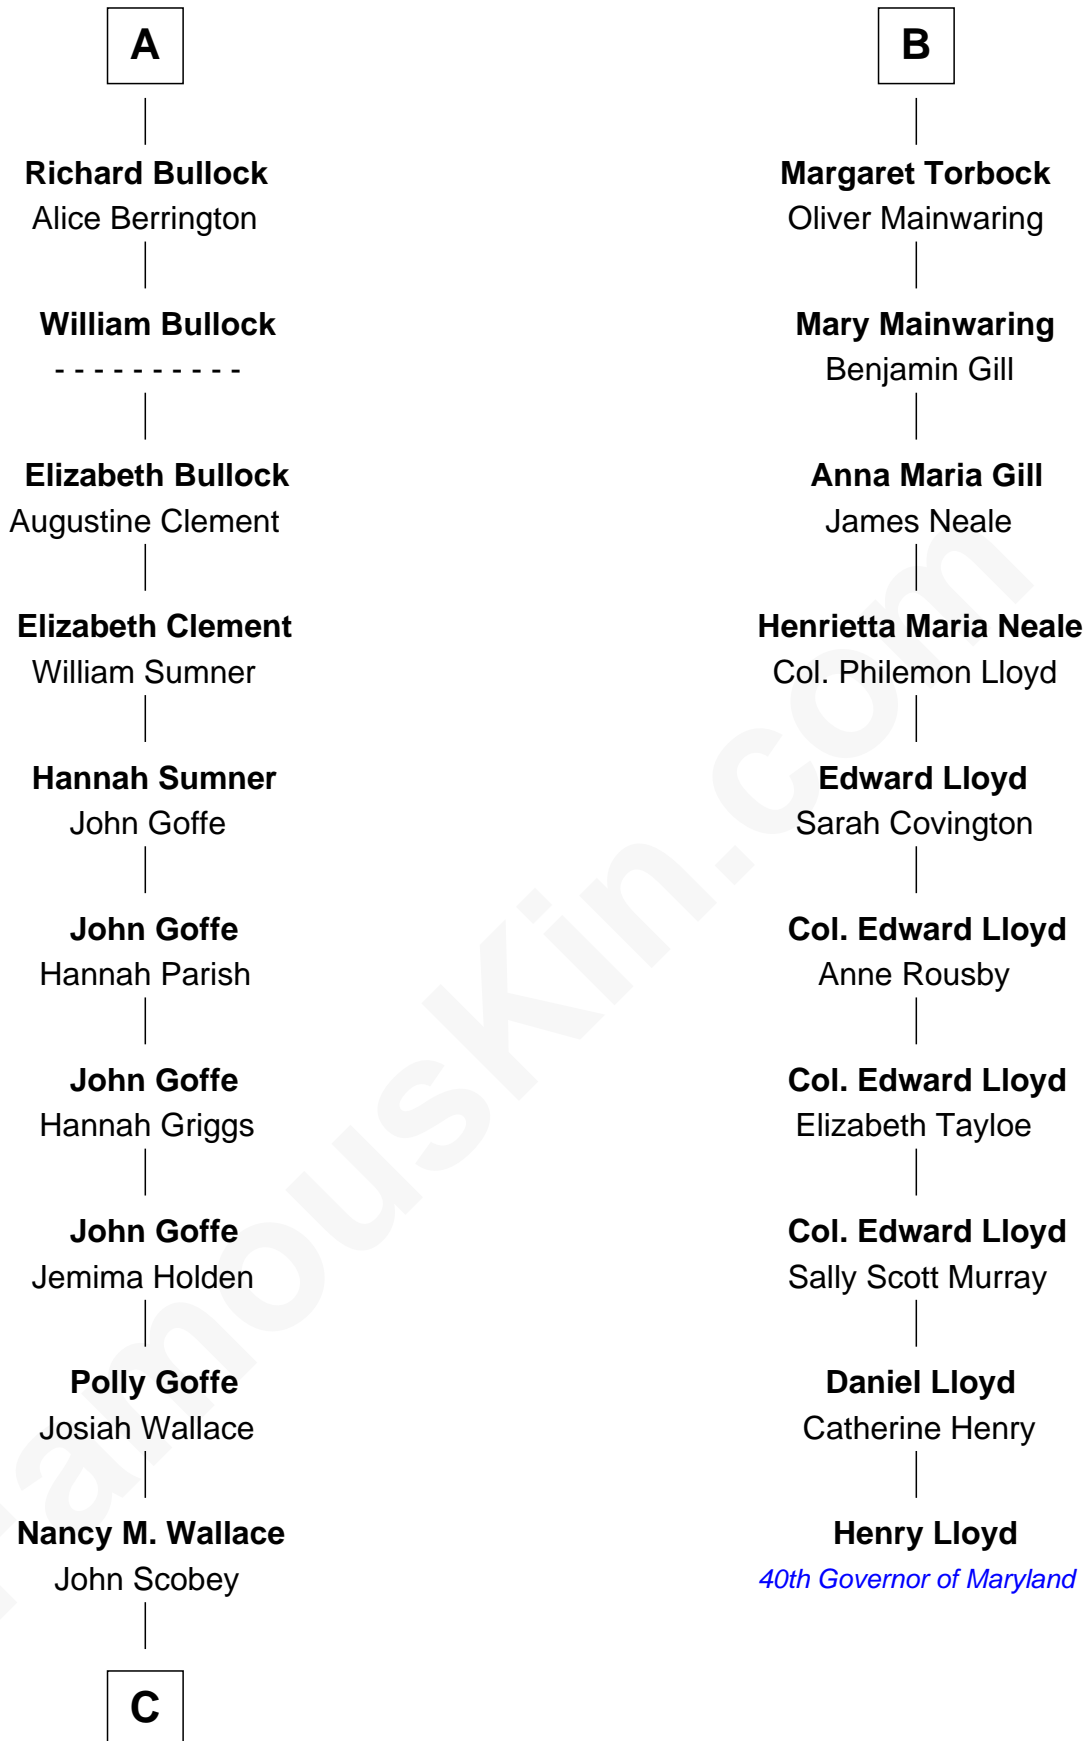 A
Richard Bullock
Alice Berrington
William Bullock
- - - - - - - - - -
Elizabeth Bullock
Augustine Clement
Elizabeth Clement
William Sumner
Hannah Sumner
John Goffe
John Goffe
Hannah Parish
John Goffe
Hannah Griggs
John Goffe
Jemima Holden
Polly Goffe
Josiah Wallace
Nancy M. Wallace
John Scobey
C
B
Margaret Torbock
Oliver Mainwaring
Mary Mainwaring
Benjamin Gill
Anna Maria Gill
James Neale
Henrietta Maria Neale
Col. Philemon Lloyd
Edward Lloyd
Sarah Covington
Col. Edward Lloyd
Anne Rousby
Col. Edward Lloyd
Elizabeth Tayloe
Col. Edward Lloyd
Sally Scott Murray
Daniel Lloyd
Catherine Henry
Henry Lloyd
40th Governor of Maryland
FamousKin.com